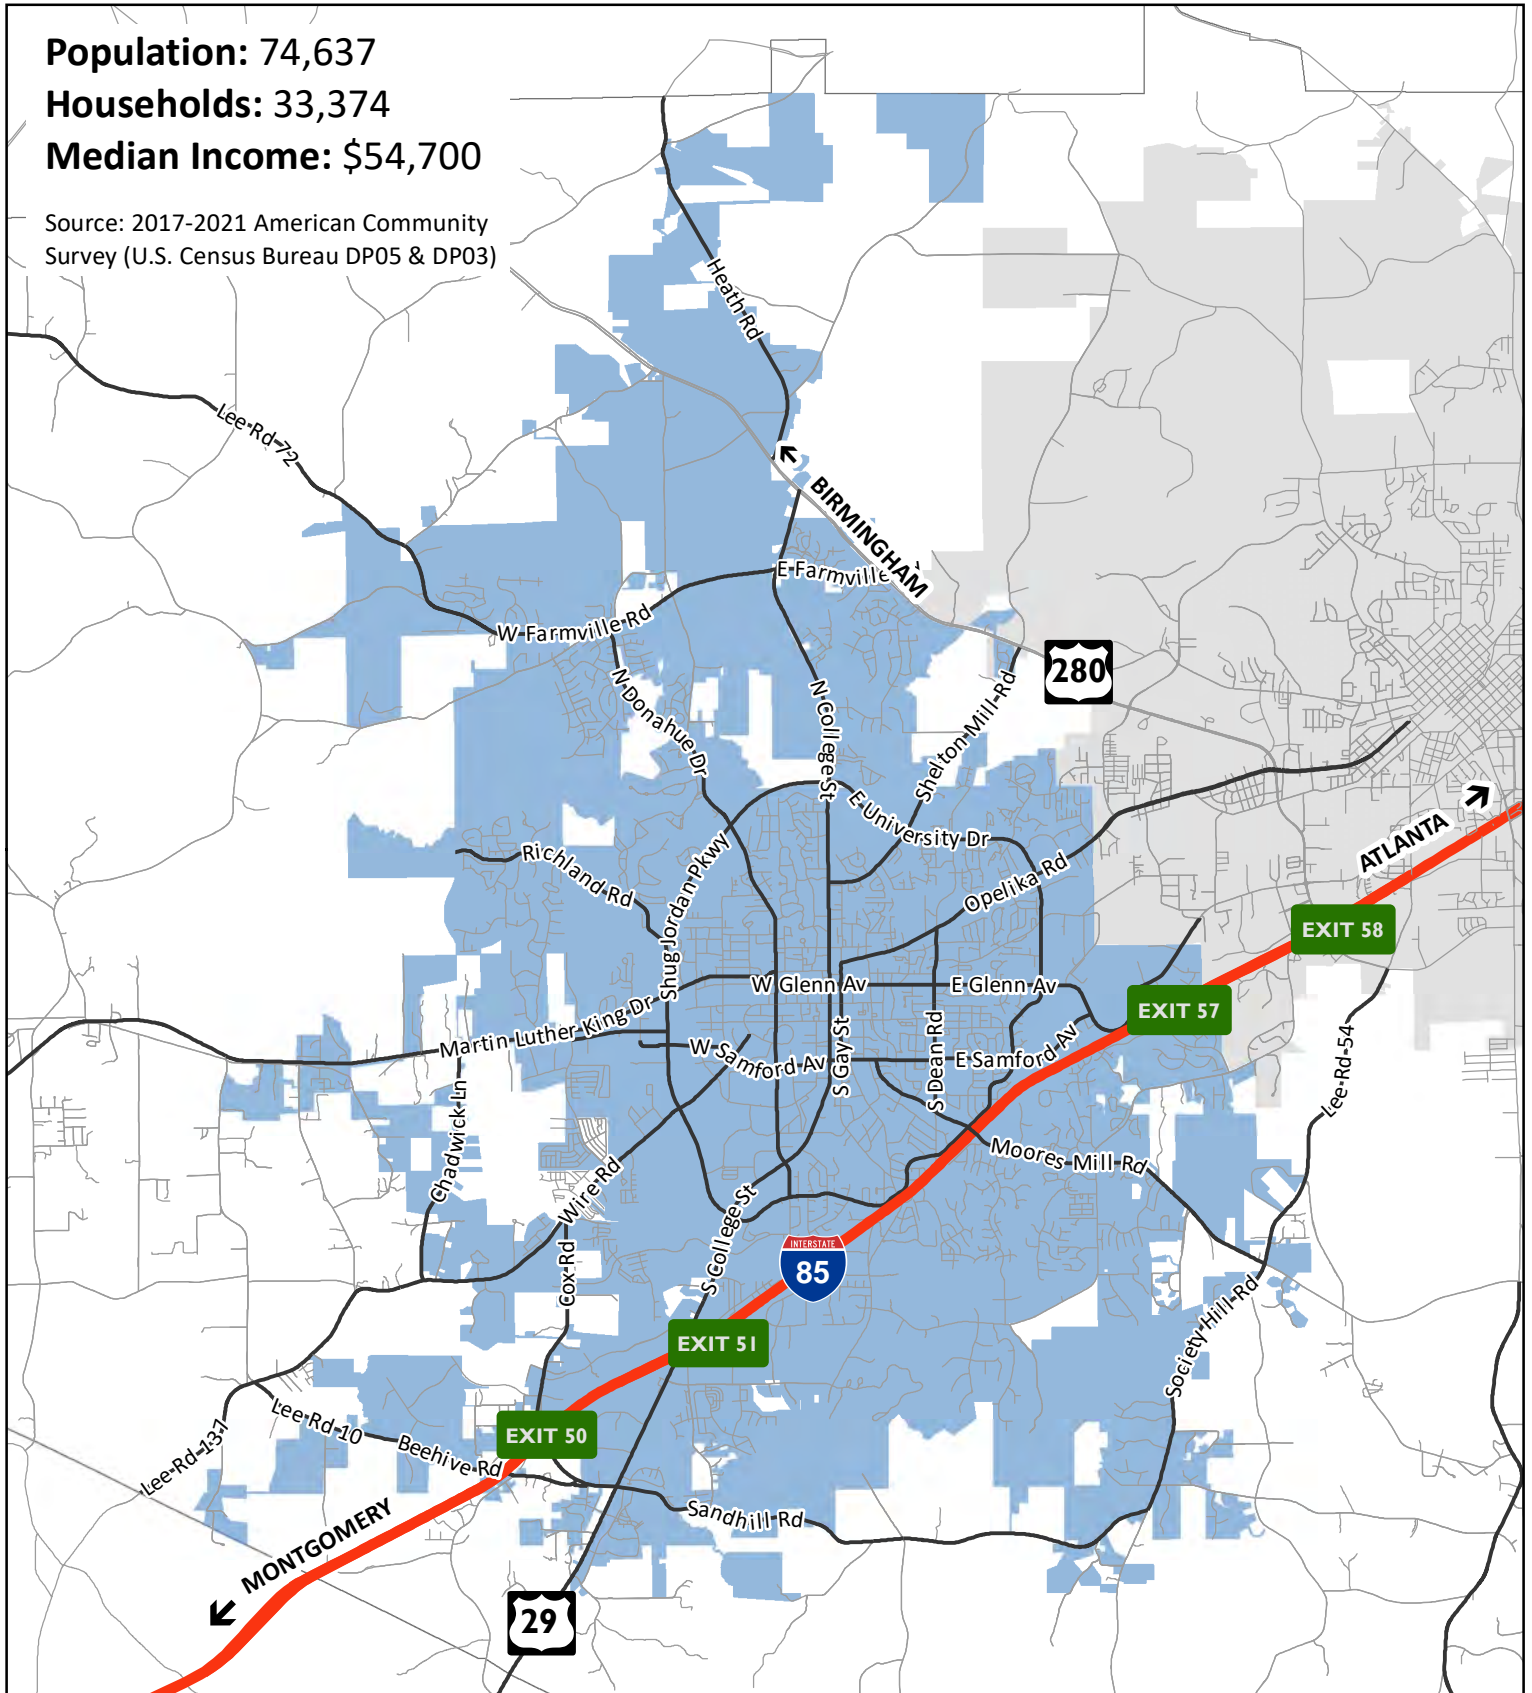 Population: 74,637
Households: 33,374
Median Income: $54,700
Source: 2017-2021 American Community
Survey (U.S. Census Bureau DP05 & DP03)
Heath Rd
Lee Rd 72
BIRMINGHAM
E Farmville
W Farmville Rd
280
N Donahue Dr
N College St
Shelton Mill Rd
E University Dr
ATLANTA
Richland Rd
Shug Jordan Pkwy
Opelika Rd
EXIT 58
W Glenn Av
E Glenn Av
EXIT 57
Martin Luther King Dr
W Samford Av
S Gay St
S Dean Rd
E Samford Av
Lee Rd 54
Chadwick Ln
Moores Mill Rd
Wire Rd
S College St
Cox Rd
INTERSTATE
85
Society Hill Rd
EXIT 51
Lee Rd 137
Lee Rd 10
Beehive Rd
EXIT 50
Sandhill Rd
MONTGOMERY
29